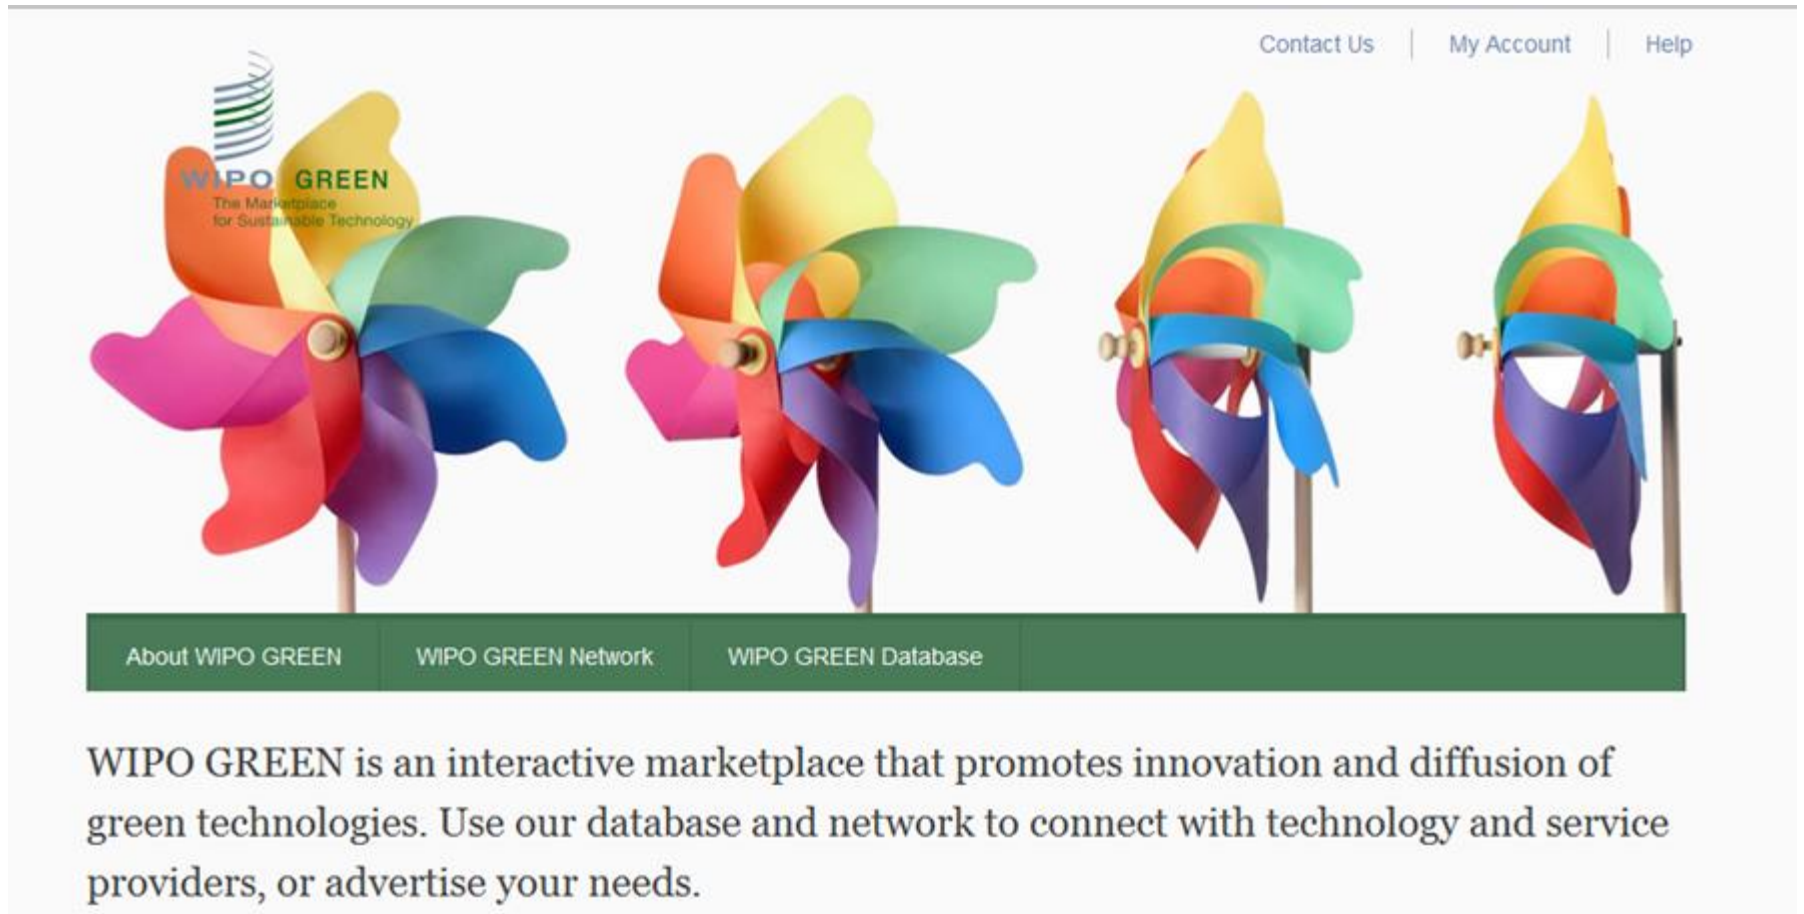 Contact Us
My Account
Help
WIPO GREEN
The Marketplace
for Sustainable Technology
About WIPO GREEN
WIPO GREEN Network
WIPO GREEN Database
WIPO GREEN is an interactive marketplace that promotes innovation and diffusion of
green technologies. Use our database and network to connect with technology and service
providers, or advertise your needs.